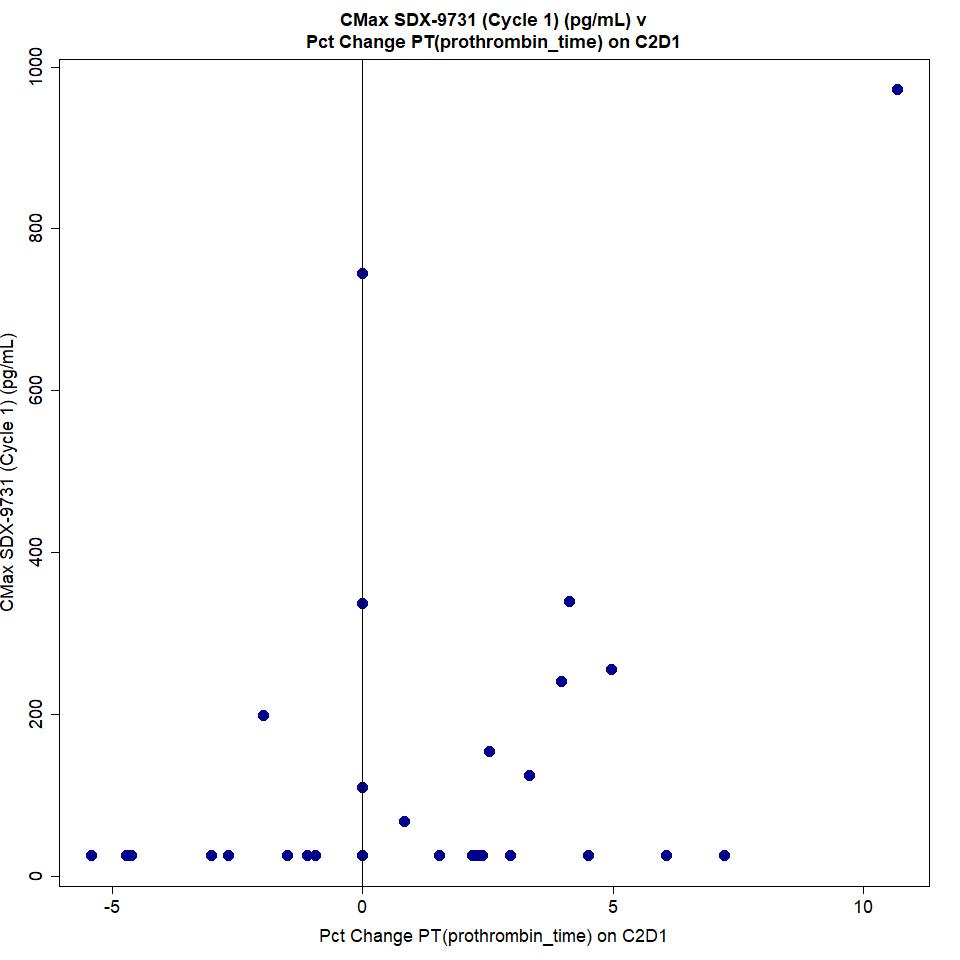 CMax SDX-9731 (Cycle 1) (pg/mL) v
Pct Change PT(prothrombin_time) on C2D1
1000
800
600
400
200
0
CMax SDX-9731 (Cycle 1) (pg/mL)
-5 0 5 10
Pct Change PT(prothrombin_time) on C2D1